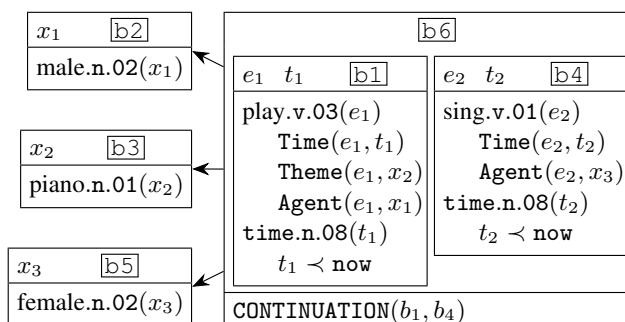 x₁ b2
male.n.02(x₁)
x₂ b3
piano.n.01(x₂)
x₃ b5
female.n.02(x₃)
b6
e₁ t₁ b1
play.v.03(e₁)
Time(e₁, t₁)
Theme(e₁, x₂)
Agent(e₁, x₁)
time.n.08(t₁)
t₁ ≺ now
e₂ t₂ b4
sing.v.01(e₂)
Time(e₂, t₂)
Agent(e₂, x₃)
time.n.08(t₂)
t₂ ≺ now
CONTINUATION(b₁, b₄)